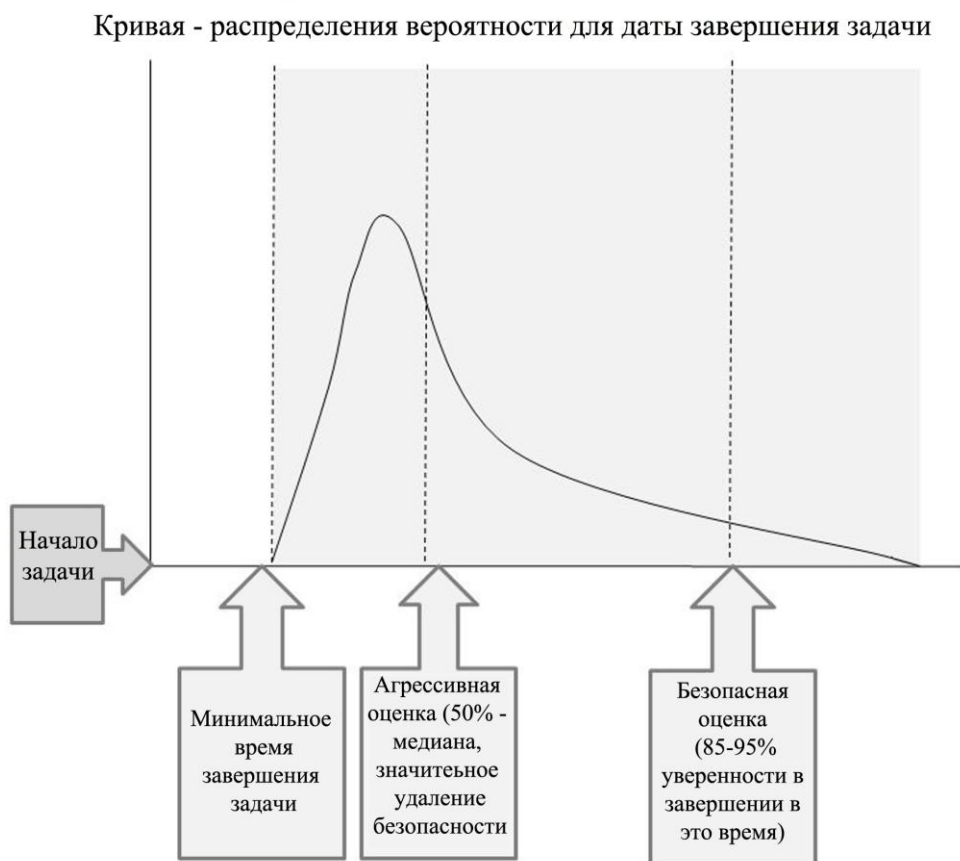 Кривая - распределения вероятности для даты завершения задачи
Начало
задачи
Минимальное
время
завершения
задачи
Агрессивная
оценка (50% -
медиана,
значитеьное
удаление
безопасности
Безопасная
оценка
(85-95%
уверенности в
завершении в
это время)